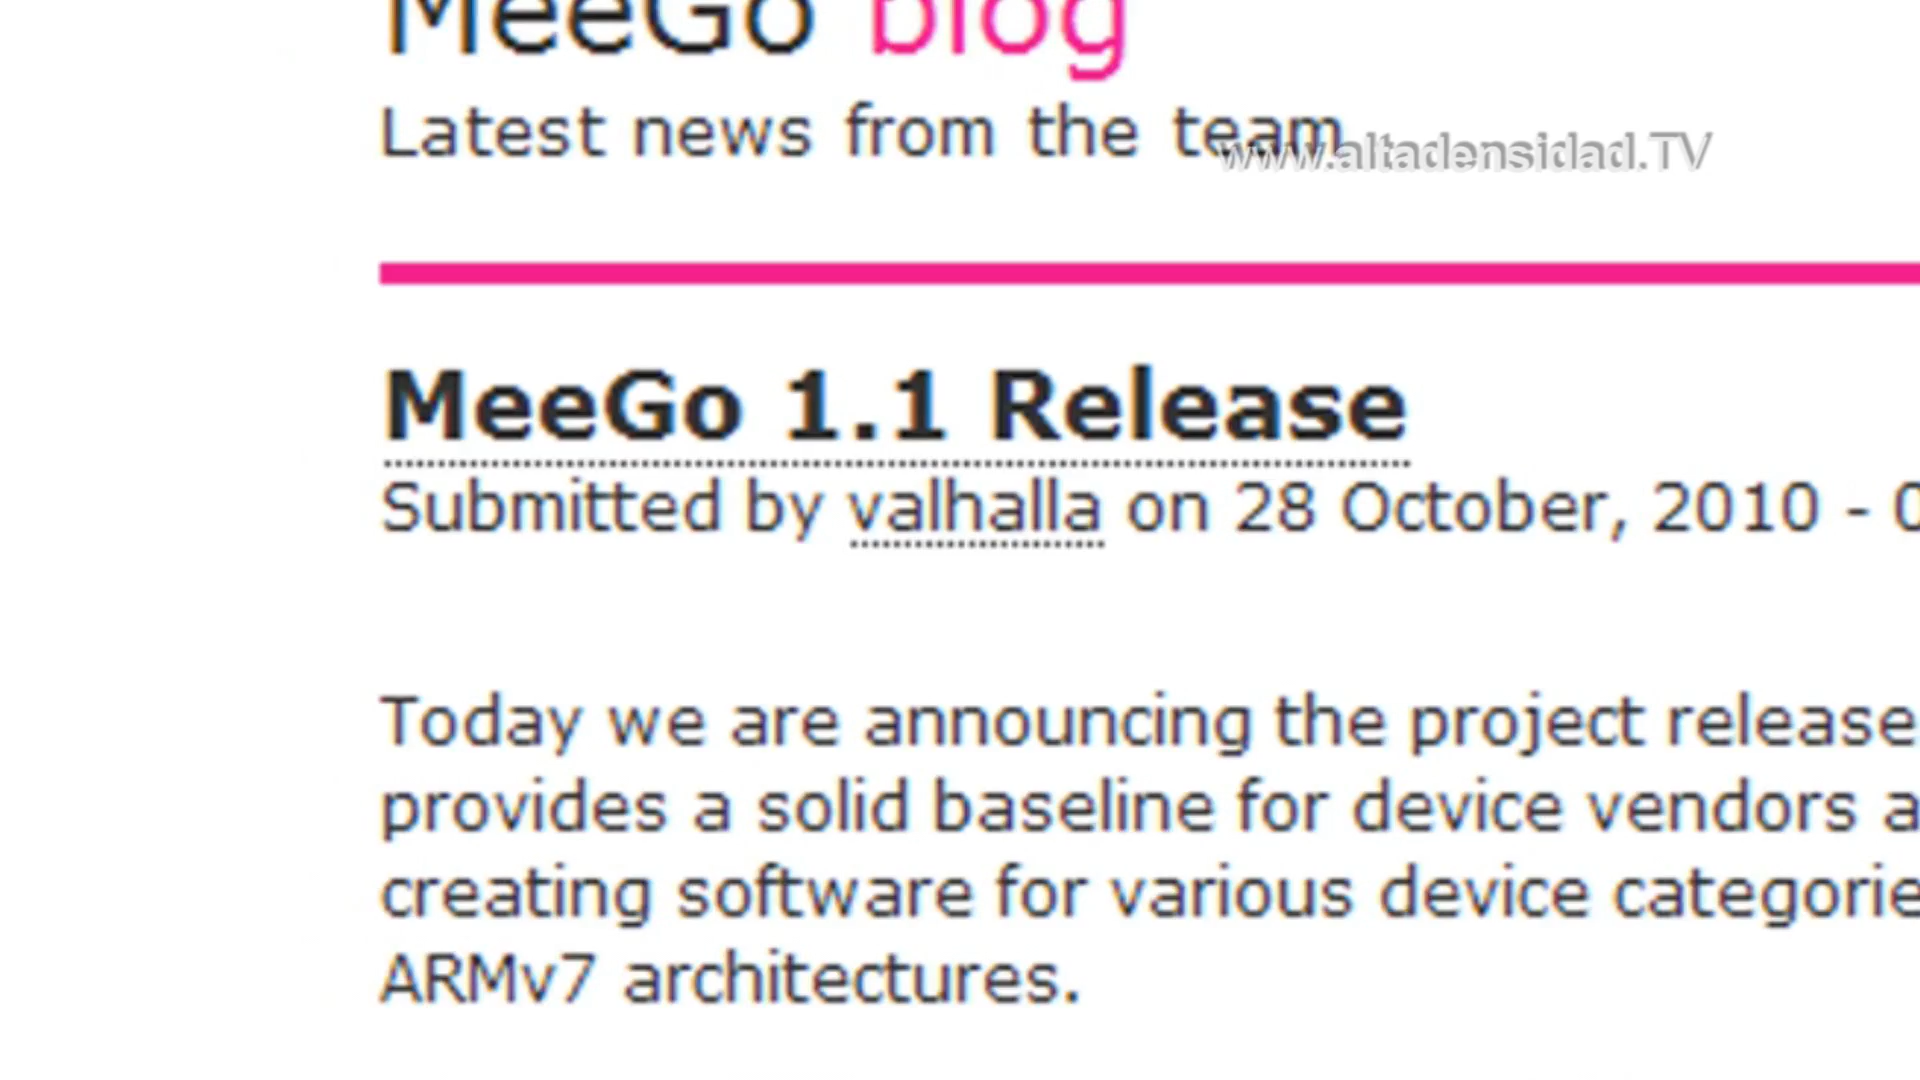 MeeGo blog
Latest news from the team
www.altadensidad.TV
MeeGo 1.1 Release
Submitted by valhalla on 28 October, 2010 -
Today we are announcing the project release
provides a solid baseline for device vendors
creating software for various device
ARMv7 architectures.